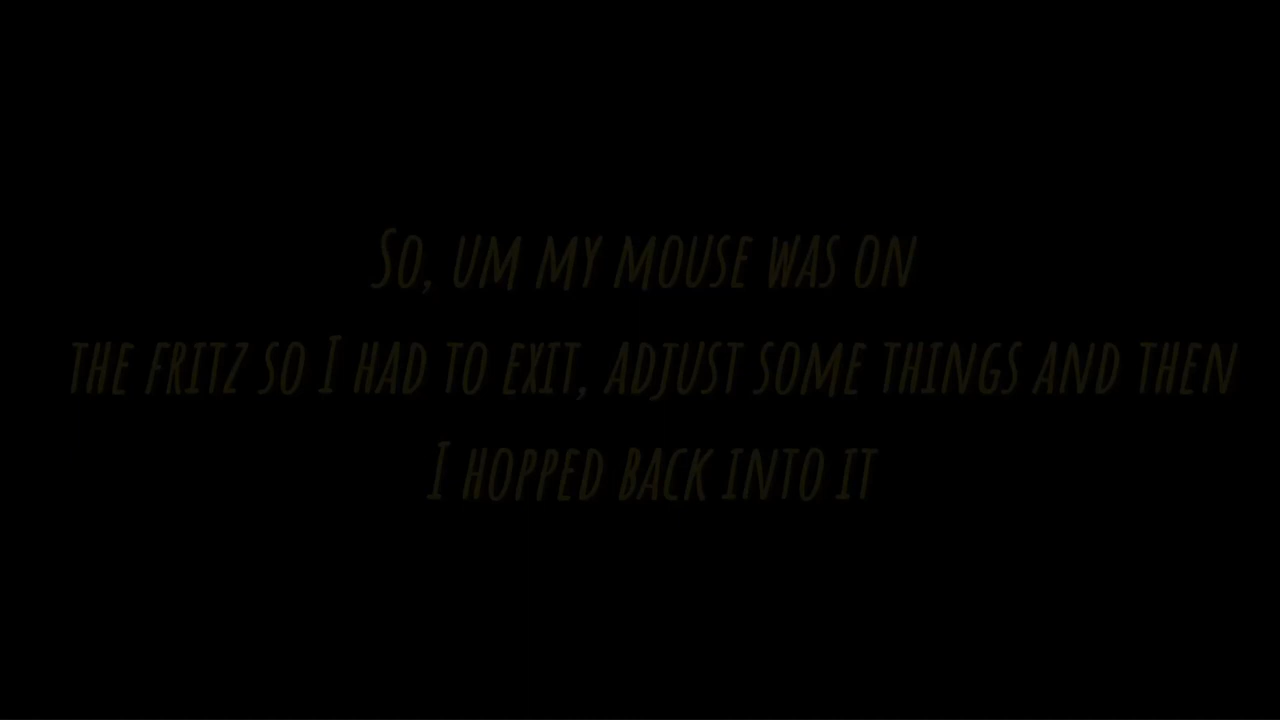 So, um my mouse was on
the fritz so I had to exit, adjust some things and then
I hopped back into it